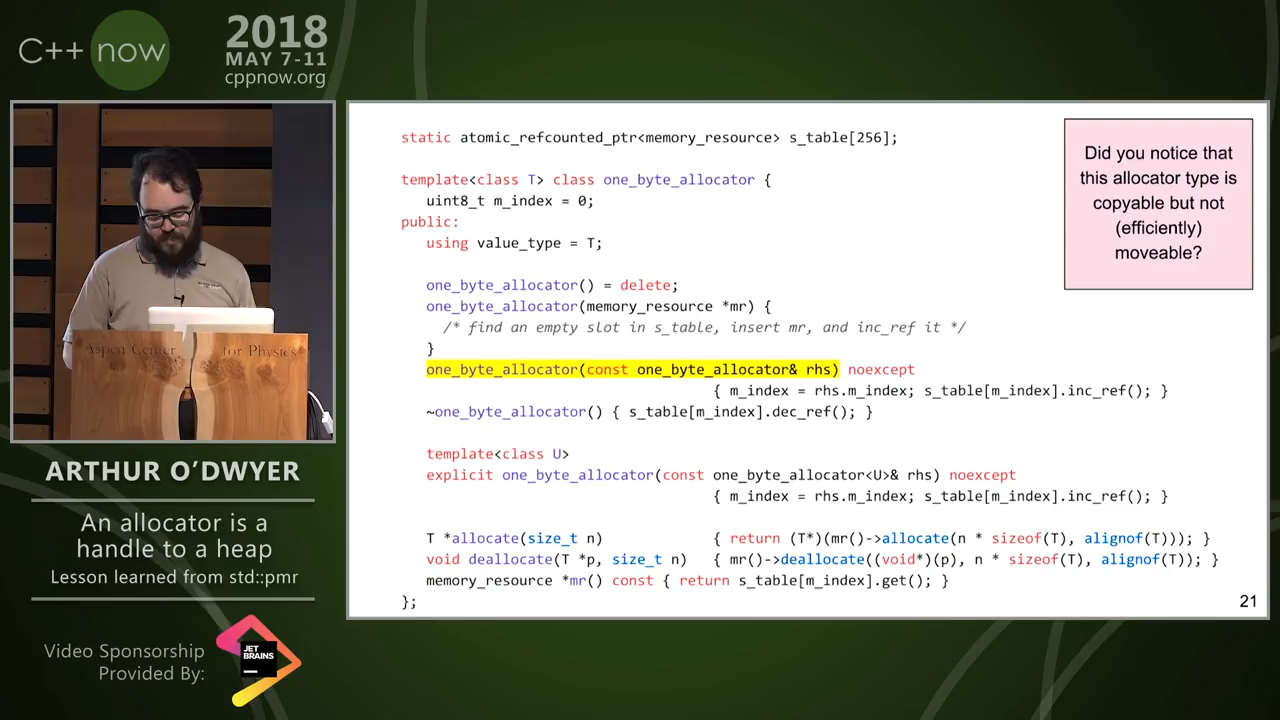 C++ now
2018
MAY 7-11
cppnow.org
Aspen Center for Physics
ARTHUR O'DWYER
An allocator is a
handle to a heap
Lesson learned from std::pmr
Video Sponsorship
Provided By:
JET
BRAINS
static atomic_refcounted_ptr<memory_resource> s_table[256];
template<class T> class one_byte_allocator {
uint8_t m_index = 0;
public:
using value_type = T;
one_byte_allocator() = delete;
one_byte_allocator(memory_resource *mr) {
/* find an empty slot in s_table, insert mr, and inc_ref it */
}
one_byte_allocator(const one_byte_allocator& rhs) noexcept
{ m_index = rhs.m_index; s_table[m_index].inc_ref(); }
~one_byte_allocator() { s_table[m_index].dec_ref(); }
template<class U>
explicit one_byte_allocator(const one_byte_allocator<U>& rhs) noexcept
{ m_index = rhs.m_index; s_table[m_index].inc_ref(); }
T *allocate(size_t n) { return (T*)(mr()->allocate(n * sizeof(T), alignof(T))); }
void deallocate(T *p, size_t n) { mr()->deallocate((void*)(p), n * sizeof(T), alignof(T)); }
memory_resource *mr() const { return s_table[m_index].get(); }
};
Did you notice that
this allocator type is
copyable but not
(efficiently)
moveable?
21